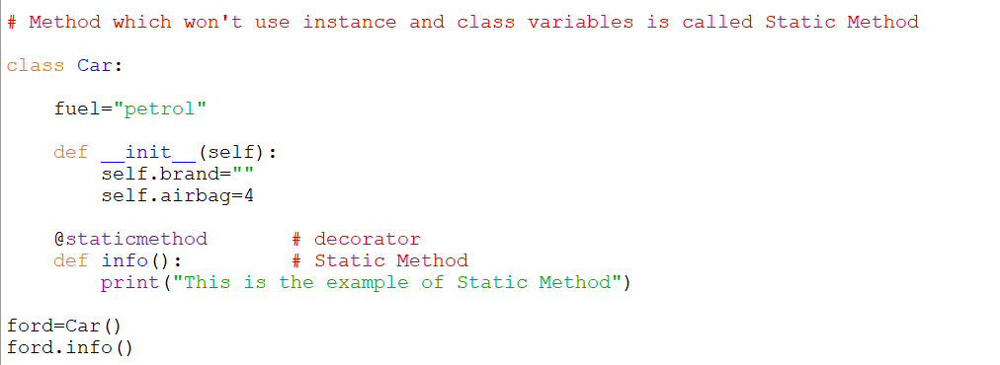 # Method which won't use instance and class variables is called Static Method
class Car:
    fuel="petrol"
    def __init__(self):
        self.brand=""
        self.airbag=4
    @staticmethod       # decorator
    def info():         # Static Method
        print("This is the example of Static Method")
ford=Car()
ford.info()